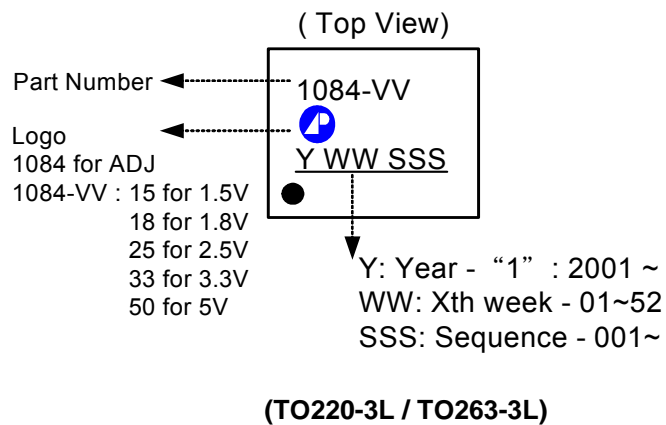 ( Top View)
Part Number
1084-VV
Logo
1084 for ADJ
1084-VV : 15 for 1.5V
18 for 1.8V
25 for 2.5V
33 for 3.3V
50 for 5V
AP
Y WW SSS
Y: Year - “1” : 2001 ~
WW: Xth week - 01~52
SSS: Sequence - 001~
(TO220-3L / TO263-3L)